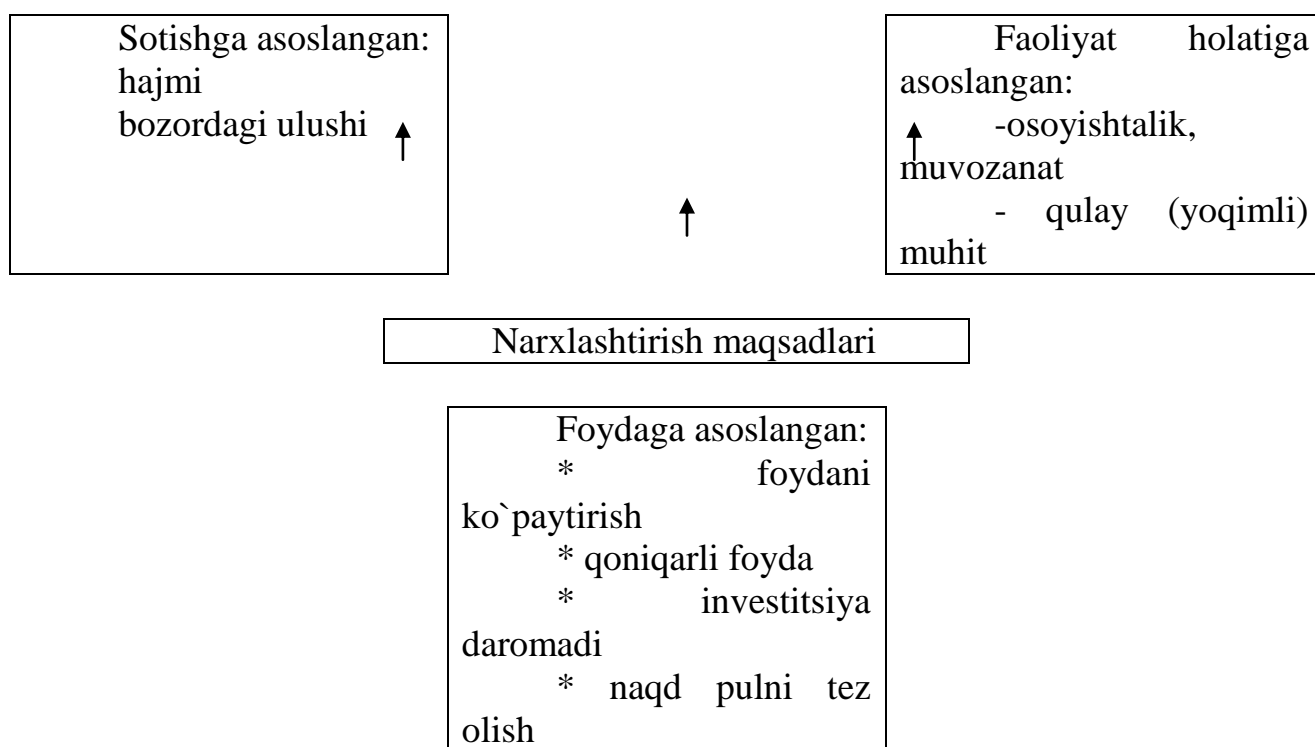 Sotishga asoslangan:
hajmi
bozordagi ulushi
Faoliyat holatiga
asoslangan:
-osoyishtalik,
muvozanat
- qulay (yoqimli)
muhit
Narxlashtirish maqsadlari
Foydaga asoslangan:
* foydani
ko`paytirish
* qoniqarli foyda
* investitsiya
daromadi
* naqd pulni tez
olish